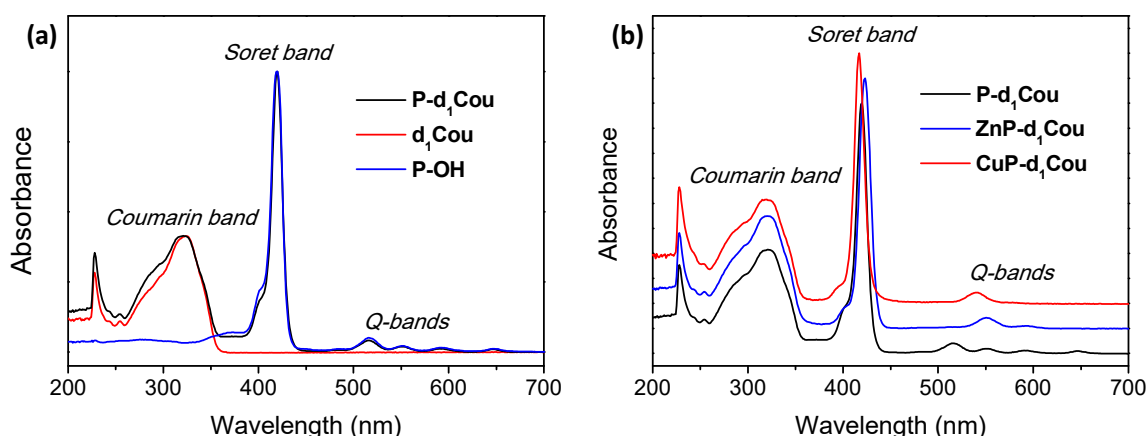 (a)
Soret band
P-d₁Cou
d₁Cou
P-OH
Coumarin band
Q-bands
Absorbance
200 300 400 500 600 700
Wavelength (nm)
(b)
Soret band
P-d₁Cou
ZnP-d₁Cou
CuP-d₁Cou
Coumarin band
Q-bands
Absorbance
200 300 400 500 600 700
Wavelength (nm)